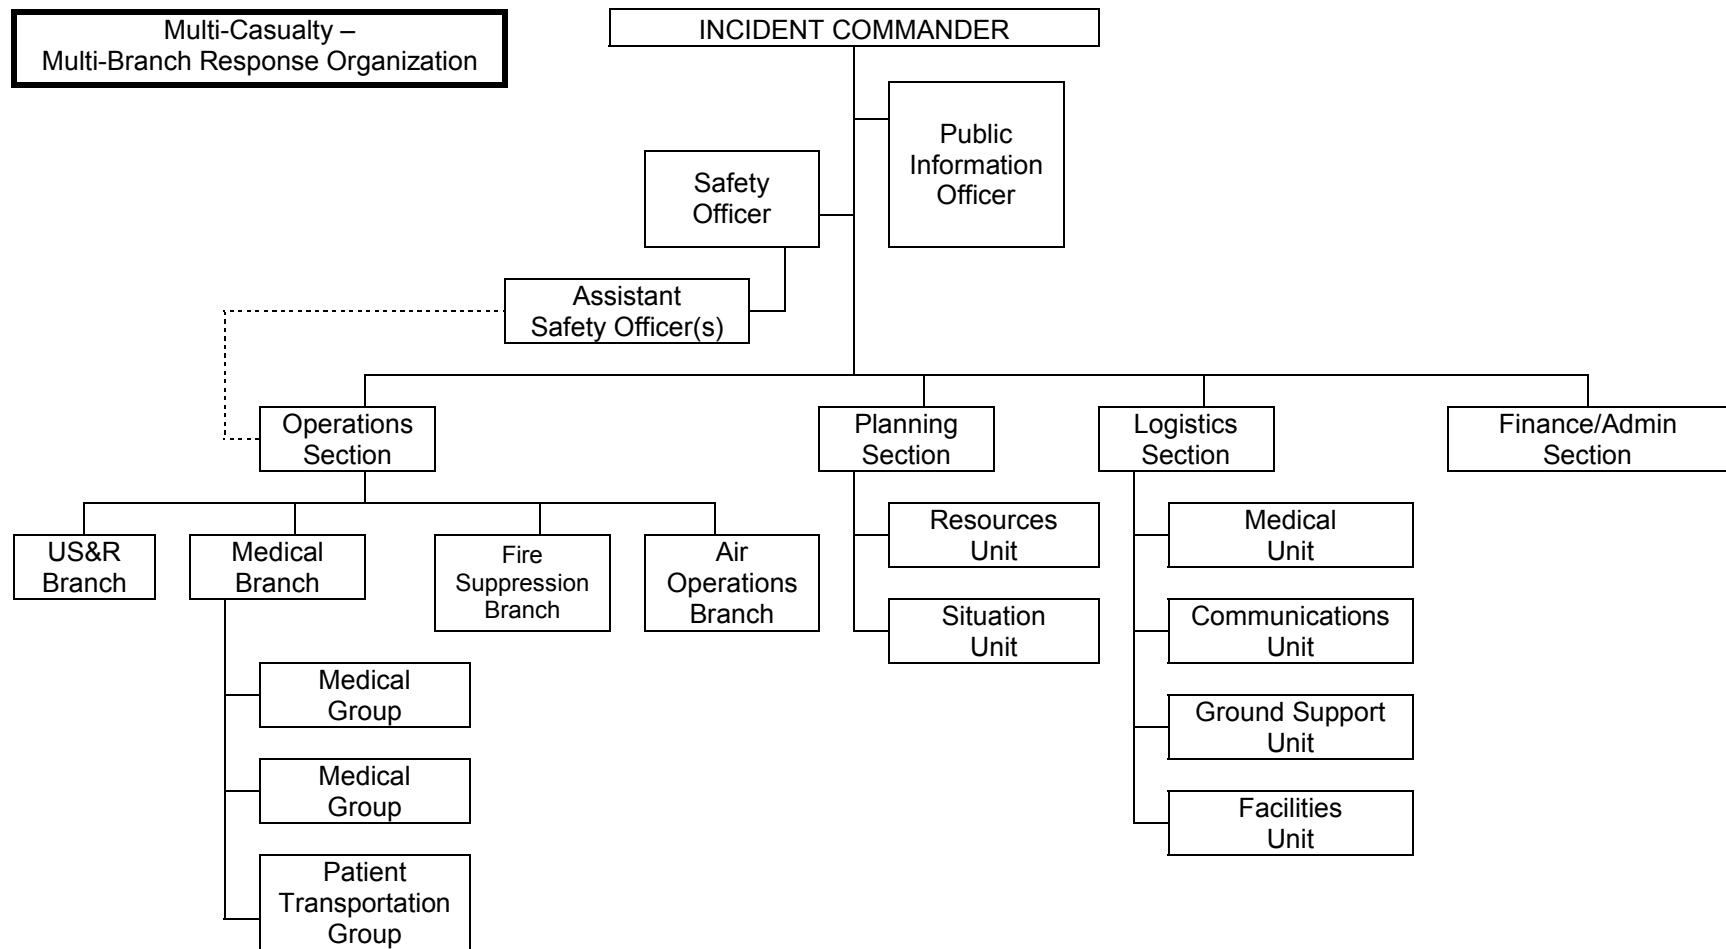 Multi-Casualty –
Multi-Branch Response Organization
INCIDENT COMMANDER
Public
Information
Officer
Safety
Officer
Assistant
Safety Officer(s)
Operations
Section
Planning
Section
Logistics
Section
Finance/Admin
Section
US&R
Branch
Medical
Branch
Fire
Suppression
Branch
Air
Operations
Branch
Resources
Unit
Situation
Unit
Medical
Unit
Communications
Unit
Ground Support
Unit
Facilities
Unit
Medical
Group
Medical
Group
Patient
Transportation
Group